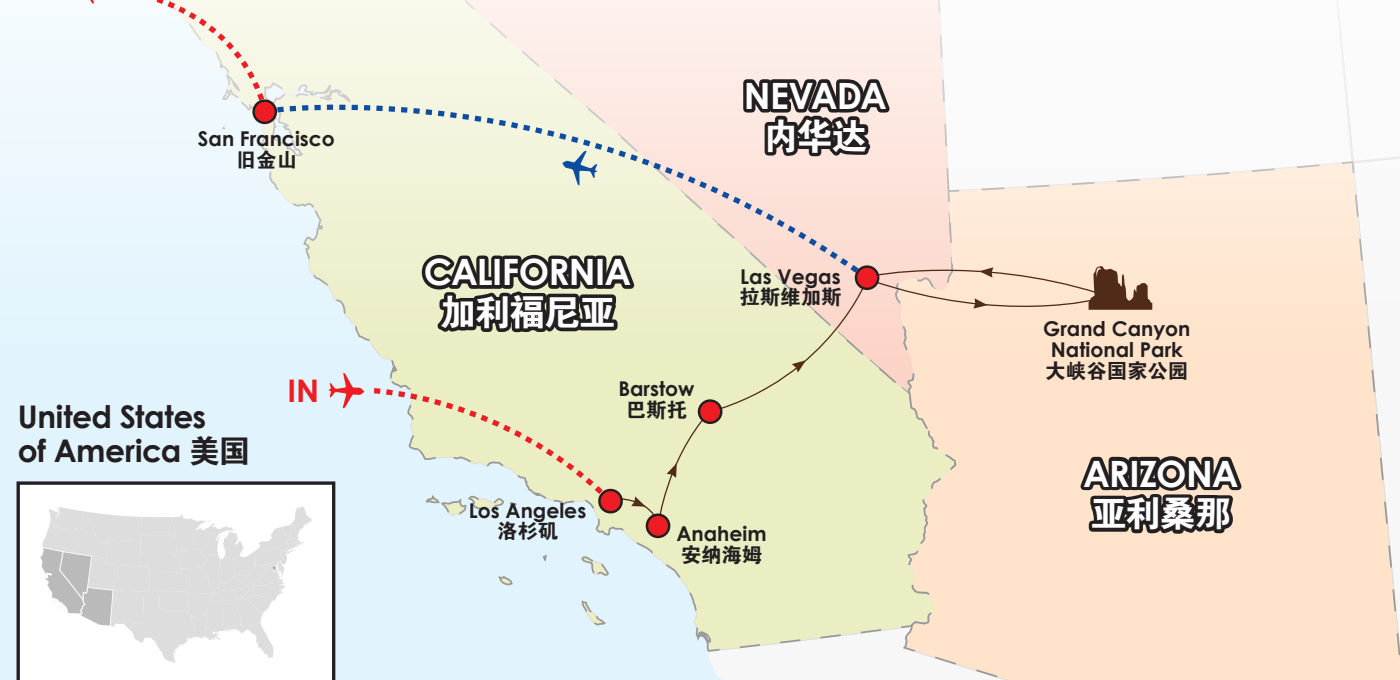 NEVADA
内华达
San Francisco
旧金山
CALIFORNIA
加利福尼亚
Las Vegas
拉斯维加斯
Grand Canyon
National Park
大峡谷国家公园
IN
Barstow
巴斯托
United States
of America 美国
ARIZONA
亚利桑那
Los Angeles
洛杉矶
Anaheim
安纳海姆